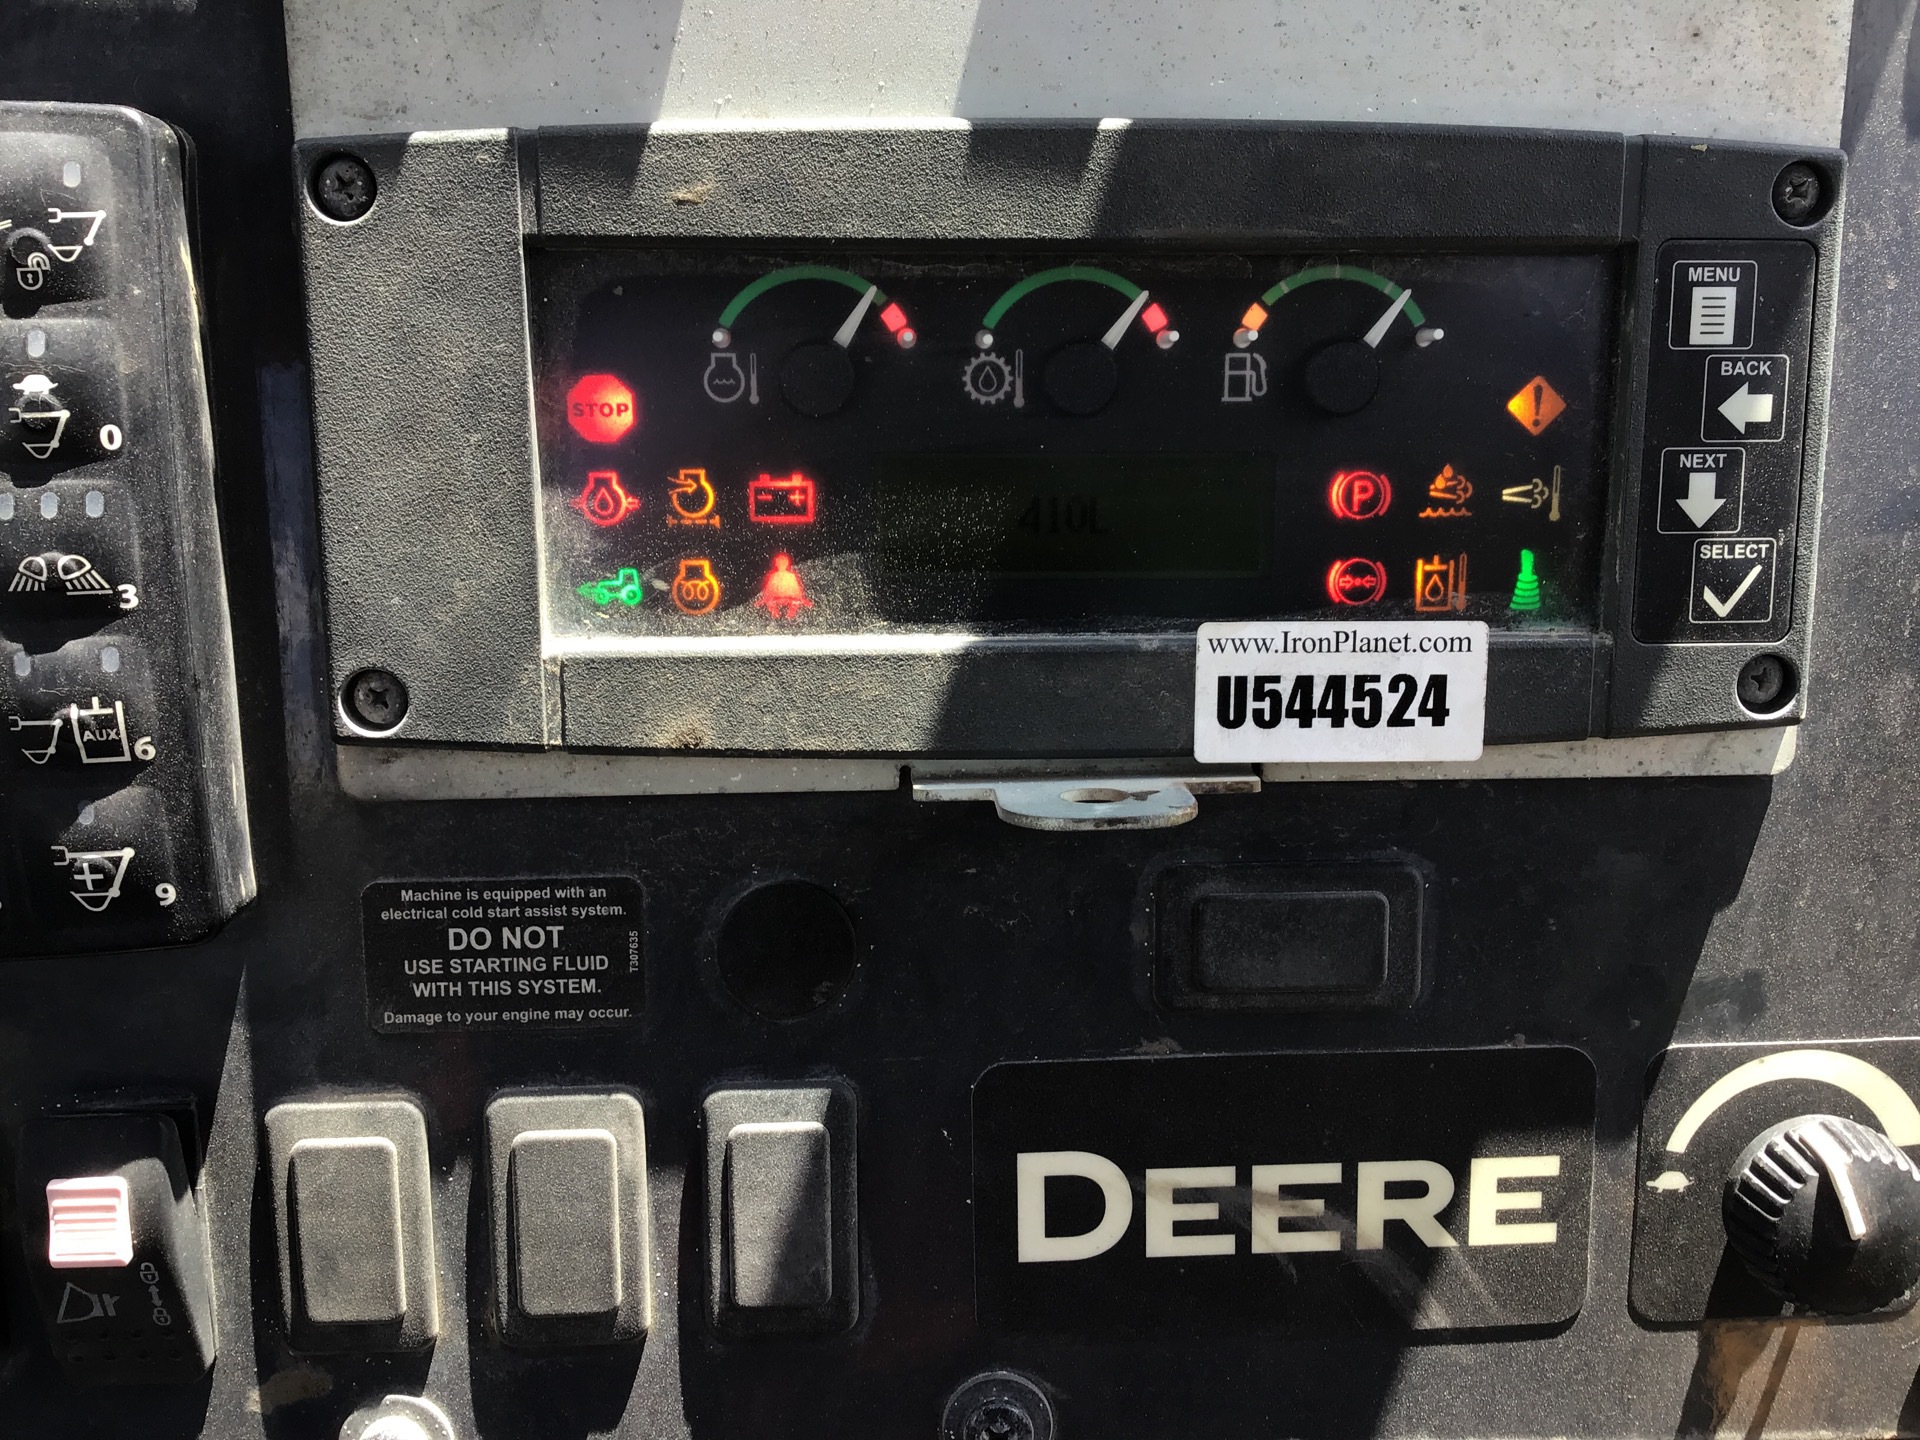 MENU
BACK
NEXT
SELECT
STOP
P
410L
www.IronPlanet.com
U544524
0
3
AUX
6
9
Machine is equipped with an
electrical cold start assist system.
DO NOT
USE STARTING FLUID
WITH THIS SYSTEM.
Damage to your engine may occur.
T307635
DEERE